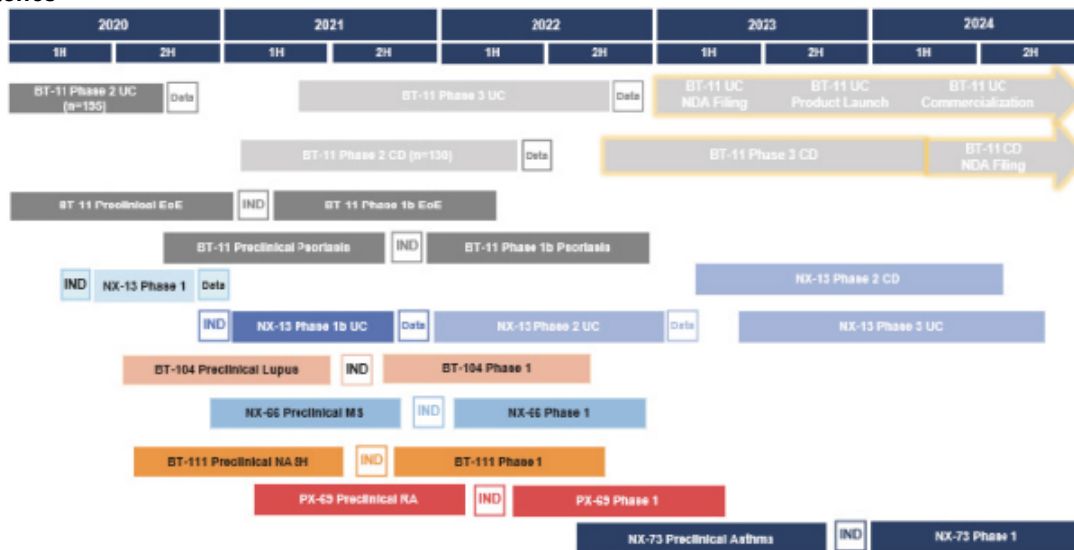 2020 2021 2022 2023 2024
1H 2H 1H 2H 1H 2H 1H 2H 1H 2H
BT-11 Phase 2 UC
(n=195)
Data
BT-11 Phase 3 UC
Data
BT-11 UC
NDA Filing
BT-11 UC
Product Launch
BT-11 UC
Commercialization
BT-11 Phase 2 CD (n=130)
Data
BT-11 Phase 3 CD
BT-11 CD
NDA Filing
BT-11 Preclinical EoE
IND
BT-11 Phase 1b EoE
BT-11 Preclinical Psoriasis
IND
BT-11 Phase 1b Psoriasis
IND
NX-13 Phase 1
Data
NX-13 Phase 2 CD
IND
NX-13 Phase 1b UC
Data
NX-13 Phase 2 UC
Data
NX-13 Phase 3 UC
BT-104 Preclinical Lupus
IND
BT-104 Phase 1
NX-66 Preclinical MS
IND
NX-66 Phase 1
BT-111 Preclinical NASH
IND
BT-111 Phase 1
PX-69 Preclinical RA
IND
PX-69 Phase 1
NX-73 Preclinical Asthma
IND
NX-73 Phase 1